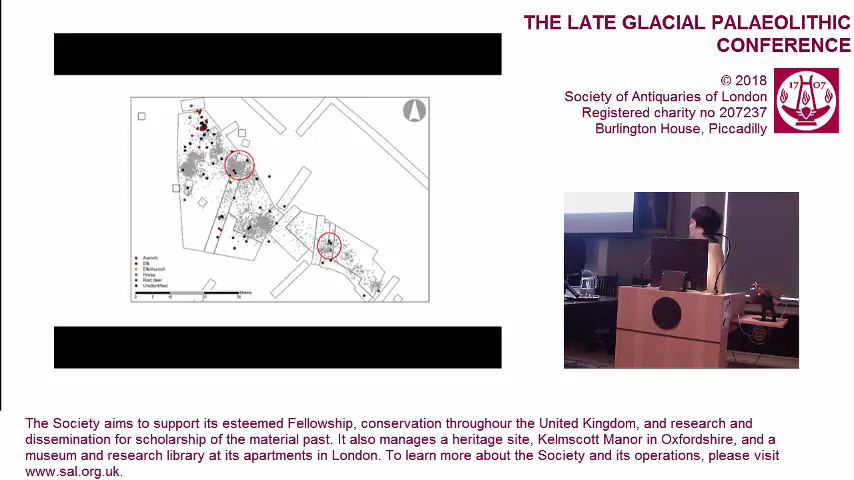 THE LATE GLACIAL PALAEOLITHIC
CONFERENCE
© 2018
Society of Antiquaries of London
Registered charity no 207237
Burlington House, Piccadilly
17 07
Auroch
Elk
Elk/Auroch
Horse
Red deer
Unidentified
The Society aims to support its esteemed Fellowship, conservation throughour the United Kingdom, and research and
dissemination for scholarship of the material past. It also manages a heritage site, Kelmscott Manor in Oxfordshire, and a
museum and research library at its apartments in London. To learn more about the Society and its operations, please visit
www.sal.org.uk.